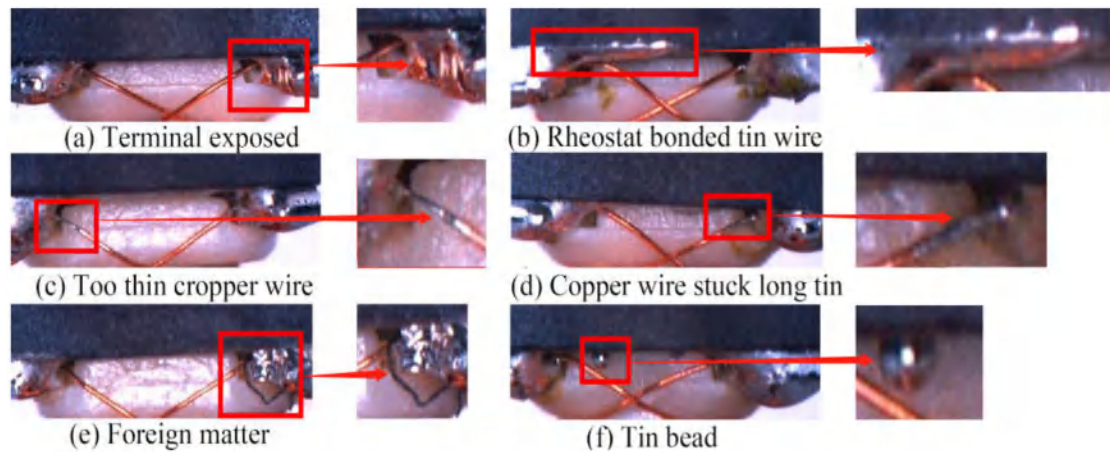 (a) Terminal exposed
(b) Rheostat bonded tin wire
(c) Too thin cropper wire
(d) Copper wire stuck long tin
(e) Foreign matter
(f) Tin bead